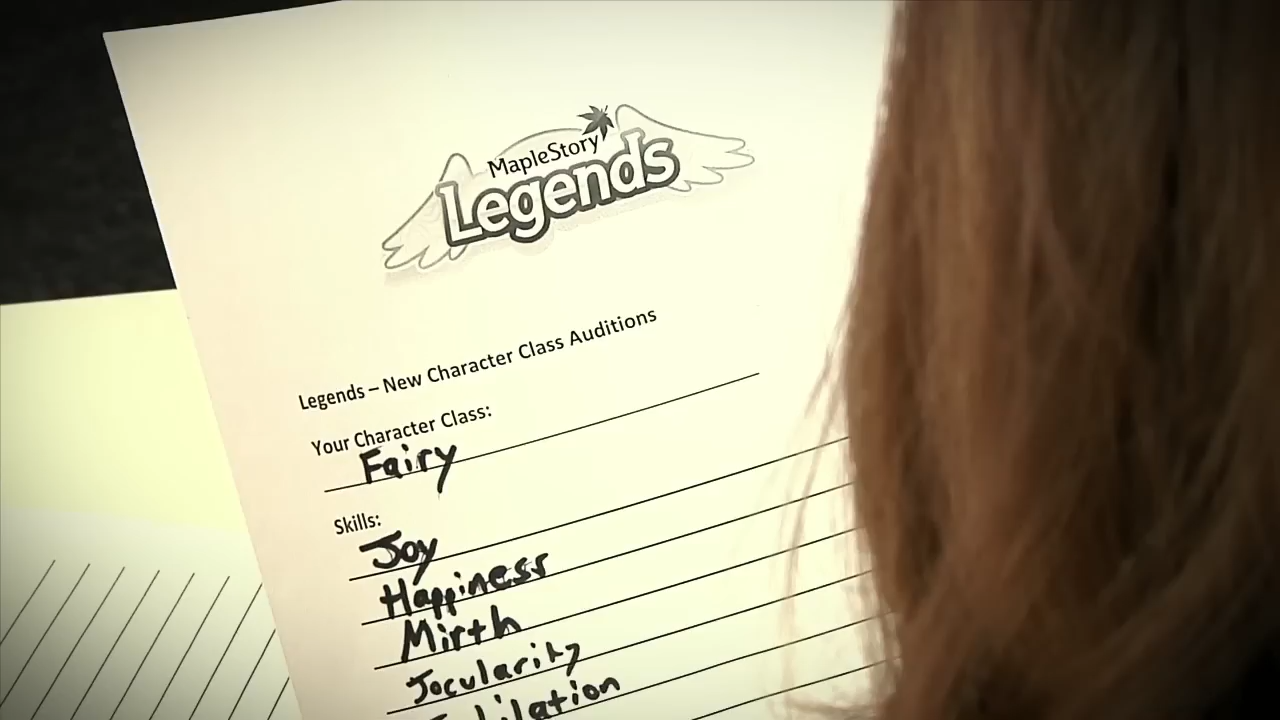 MapleStory
Legends
Legends – New Character Class Auditions
Your Character Class:
Fairy
Skills:
Joy
Happiness
Mirth
Jocularity